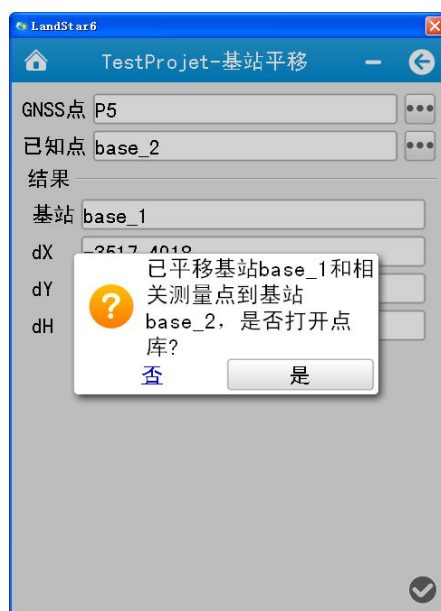 LandStar6
TestProjet-基站平移
GNSS点 P5
已知点 base_2
结果
基站 base_1
dX
dY
dH
已平移基站base_1和相
关测量点到基站
base_2，是否打开点
库？
否 是